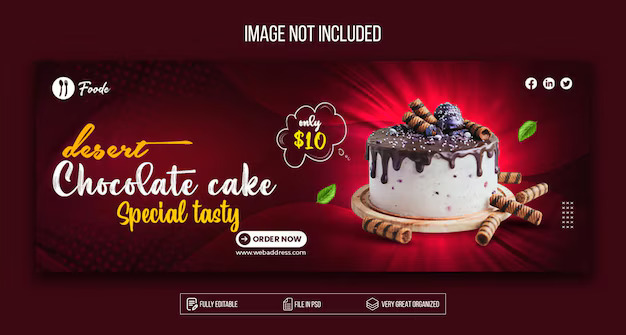 IMAGE NOT INCLUDED
Foode
only
$10
desert
Chocolate cake
Special tasty
ORDER NOW
www.webaddress.com
FULLY EDITABLE
FILE IN PSD
VERY GREAT ORGANIZED